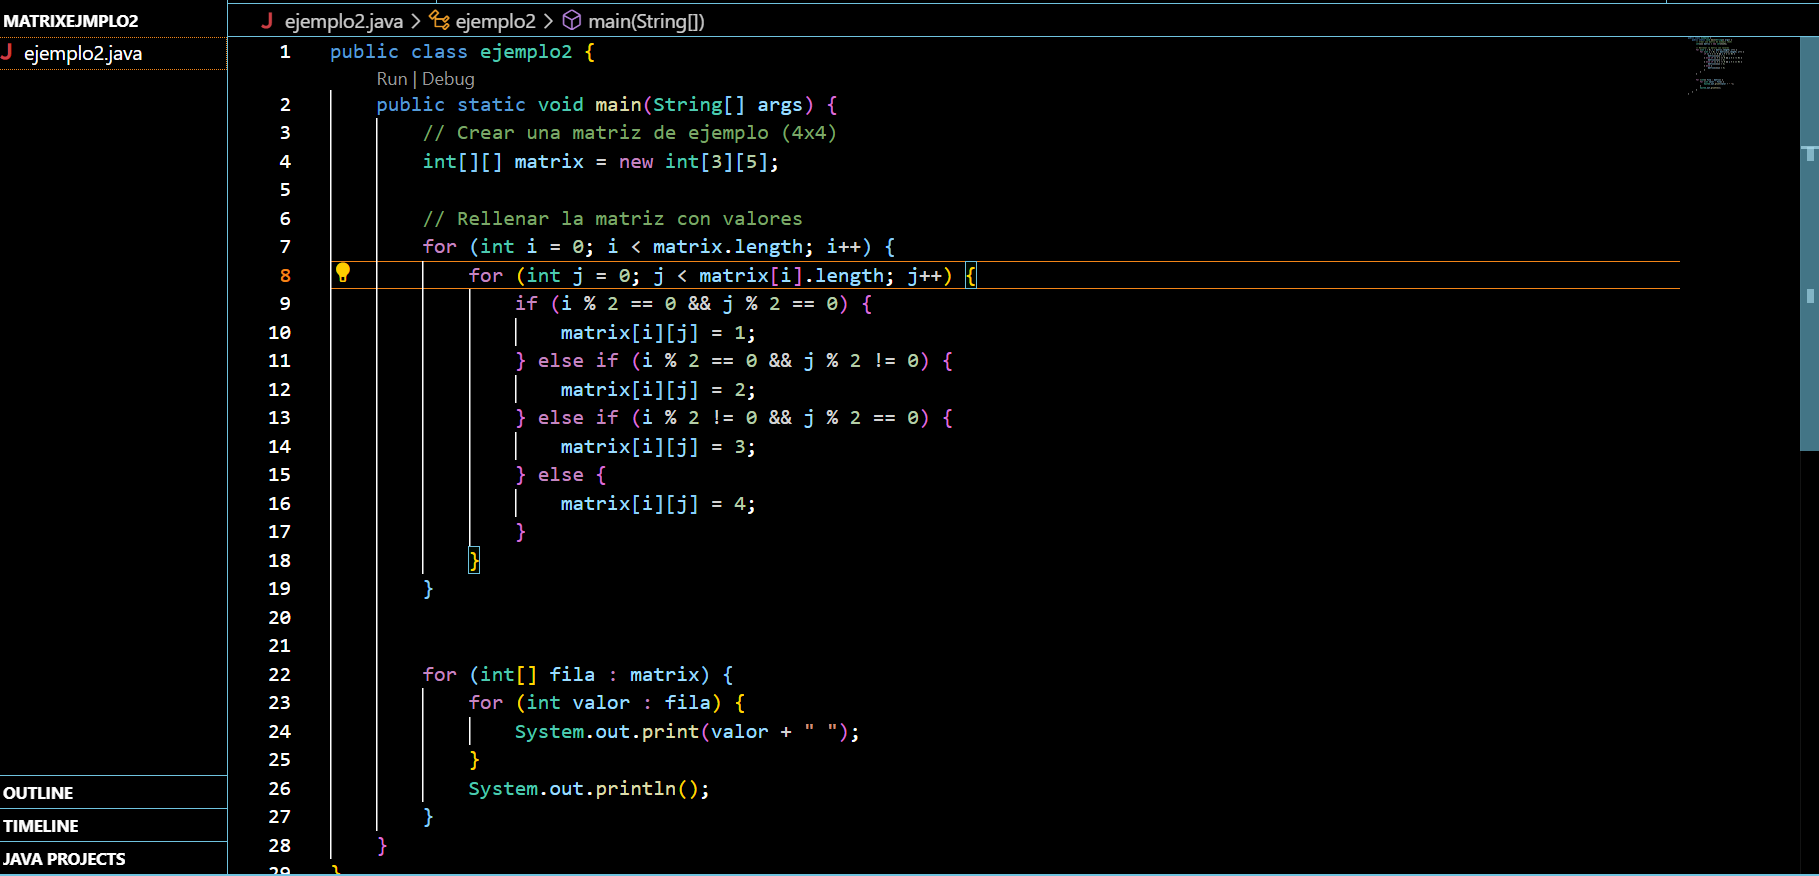 MATRIXEJMPLO2
J ejemplo2.java
OUTLINE
TIMELINE
JAVA PROJECTS
J ejemplo2.java > ejemplo2 > main(String[])
1 public class ejemplo2 {
Run | Debug
2 public static void main(String[] args) {
3 // Crear una matriz de ejemplo (4x4)
4 int[][] matrix = new int[3][5];
5
6 // Rellenar la matriz con valores
7 for (int i = 0; i < matrix.length; i++) {
8 for (int j = 0; j < matrix[i].length; j++) {
9 if (i % 2 == 0 && j % 2 == 0) {
10 matrix[i][j] = 1;
11 } else if (i % 2 == 0 && j % 2 != 0) {
12 matrix[i][j] = 2;
13 } else if (i % 2 != 0 && j % 2 == 0) {
14 matrix[i][j] = 3;
15 } else {
16 matrix[i][j] = 4;
17 }
18 }
19 }
20
21
22 for (int[] fila : matrix) {
23 for (int valor : fila) {
24 System.out.print(valor + " ");
25 }
26 System.out.println();
27 }
28 }
29 }